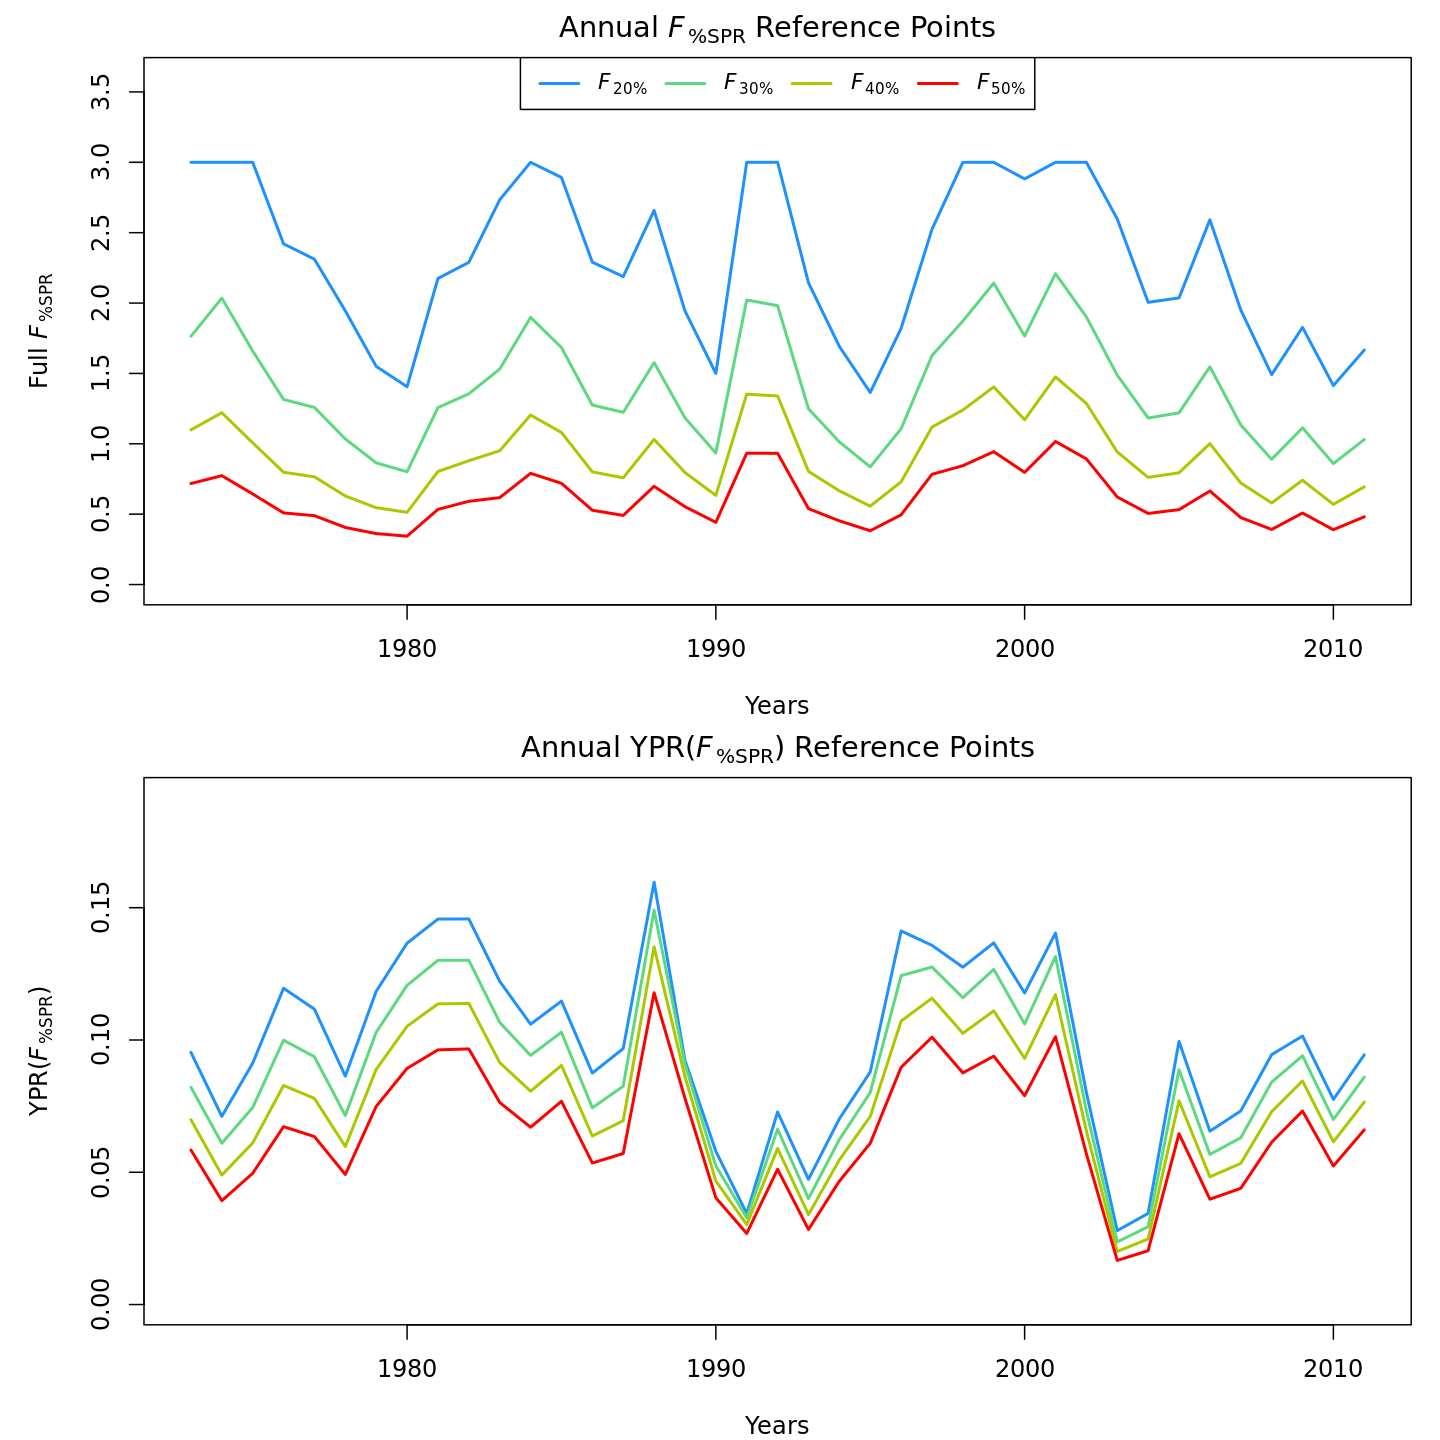 Annual F%SPR Reference Points
F20% F30% F40% F50%
Full F%SPR
3.5
3.0
2.5
2.0
1.5
1.0
0.5
0.0
1980 1990 2000 2010
Years
Annual YPR(F%SPR) Reference Points
YPR(F%SPR)
0.15
0.10
0.05
0.00
1980 1990 2000 2010
Years